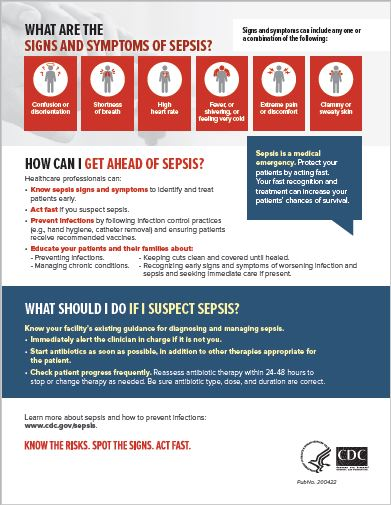 WHAT ARE THE
SIGNS AND SYMPTOMS OF SEPSIS?
Signs and symptoms can include any one or
a combination of the following:
Confusion or
disorientation
Shortness
of breath
High
heart rate
Fever, or
shivering, or
feeling very cold
Extreme pain
or discomfort
Clammy or
sweaty skin
HOW CAN I GET AHEAD OF SEPSIS?
Healthcare professionals can:
• Know sepsis signs and symptoms to identify and treat
patients early.
• Act fast if you suspect sepsis.
• Prevent infections by following infection control practices
(e.g., hand hygiene, catheter removal) and ensuring patients
receive recommended vaccines.
• Educate your patients and their families about:
- Preventing infections.
- Managing chronic conditions.
- Keeping cuts clean and covered until healed.
- Recognizing early signs and symptoms of worsening infection and
sepsis and seeking immediate care if present.
Sepsis is a medical
emergency. Protect your
patients by acting fast.
Your fast recognition and
treatment can increase your
patients' chances of survival.
WHAT SHOULD I DO IF I SUSPECT SEPSIS?
Know your facility's existing guidance for diagnosing and managing sepsis.
• Immediately alert the clinician in charge if it is not you.
• Start antibiotics as soon as possible, in addition to other therapies appropriate for
the patient.
• Check patient progress frequently. Reassess antibiotic therapy within 24-48 hours to
stop or change therapy as needed. Be sure antibiotic type, dose, and duration are correct.
Learn more about sepsis and how to prevent infections:
www.cdc.gov/sepsis.
KNOW THE RISKS. SPOT THE SIGNS. ACT FAST.
CDC
PubNo. 200422